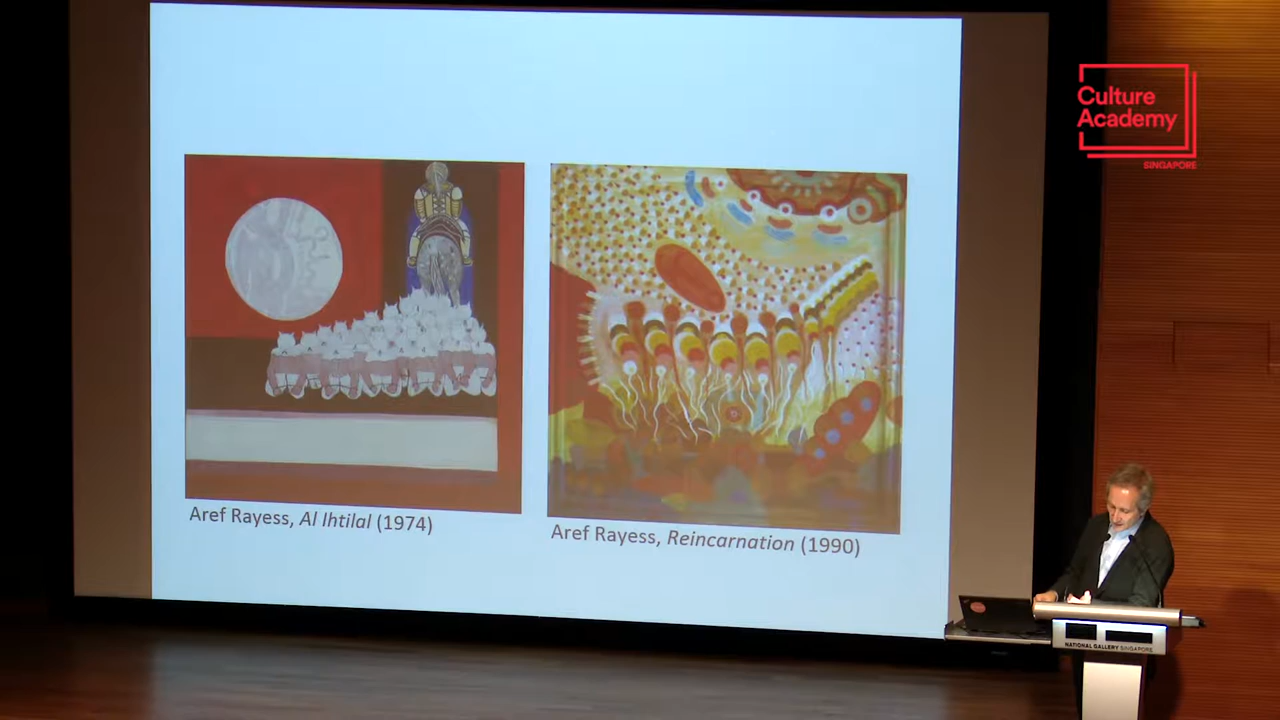 Culture
Academy
SINGAPORE
Aref Rayess, Al Ihtilal (1974)
Aref Rayess, Reincarnation (1990)
NATIONAL GALLERY SINGAPORE